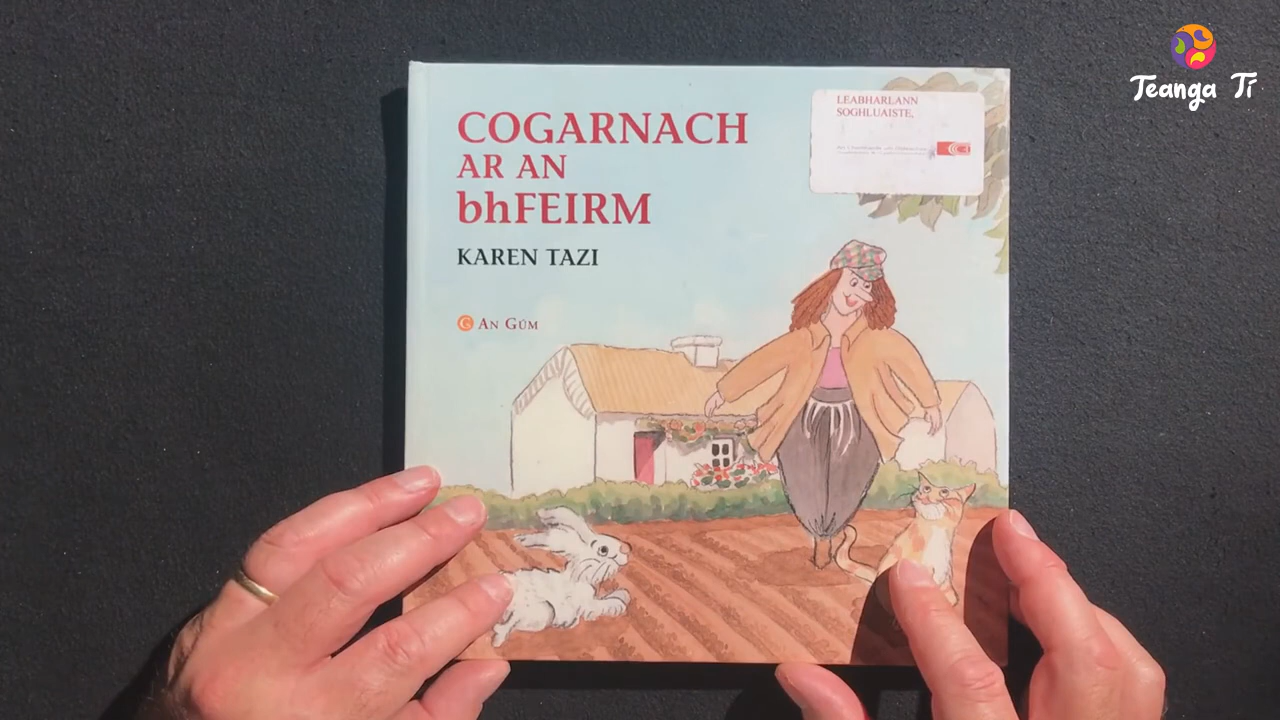 COGARNACH
AR AN
bhFEIRM
KAREN TAZI
G AN GÚM
LEABHARLANN
SOGHLUAISTE,
Teanga Tí